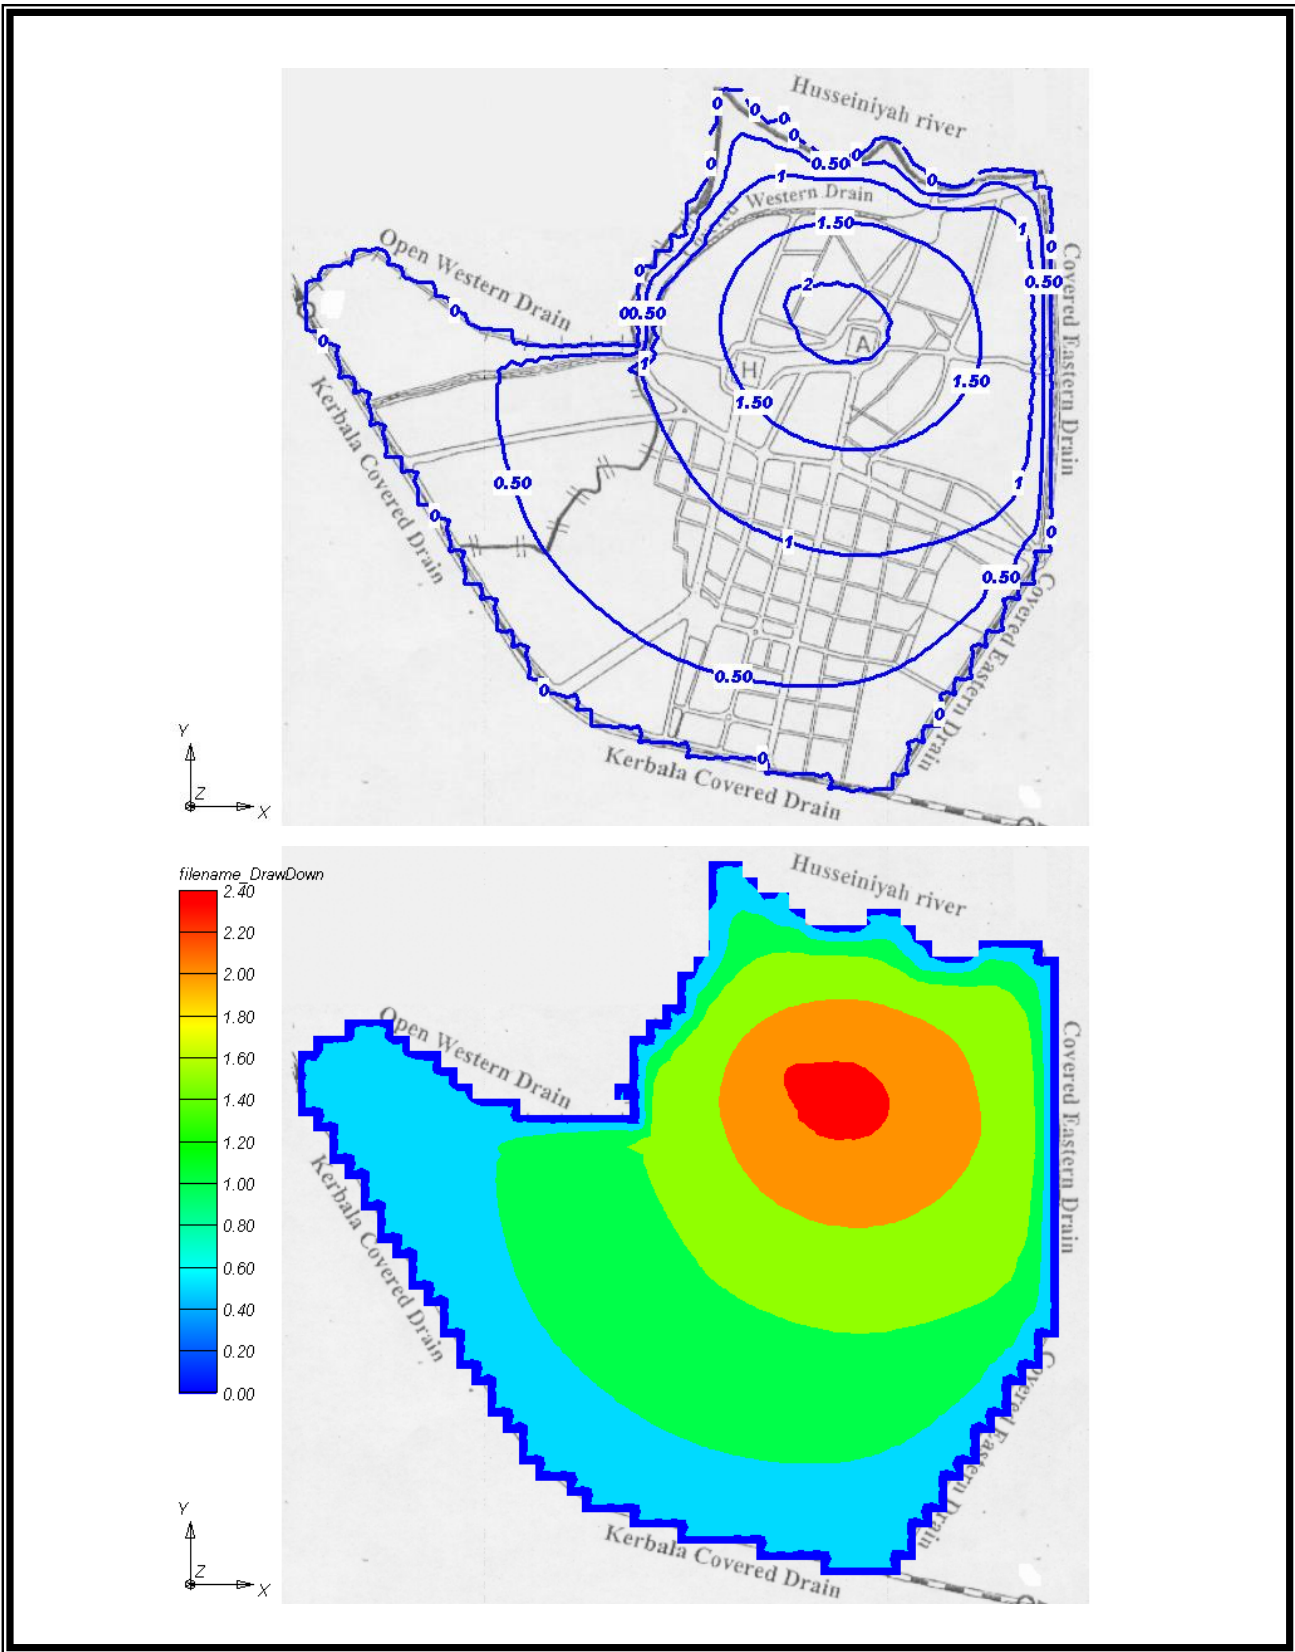 Husseiniyah river
0
0
0
0
0
0.50
0
0
1
0
Western Drain
1.50
1
0
Open Western Drain
0
0.50
Covered Eastern Drain
2
0
00.50
0
A
1
H
1.50
1.50
Kerbala Covered Drain
0.50
1
0
0
1
0.50
Covered Eastern Drain
0.50
0
0
0
Kerbala Covered Drain
Y
Z
X
filename_DrawDown
2.40
2.20
2.00
1.80
1.60
1.40
1.20
1.00
0.80
0.60
0.40
0.20
0.00
Husseiniyah river
Open Western Drain
Covered Eastern Drain
Kerbala Covered Drain
Covered Eastern Drain
Kerbala Covered Drain
Y
Z
X